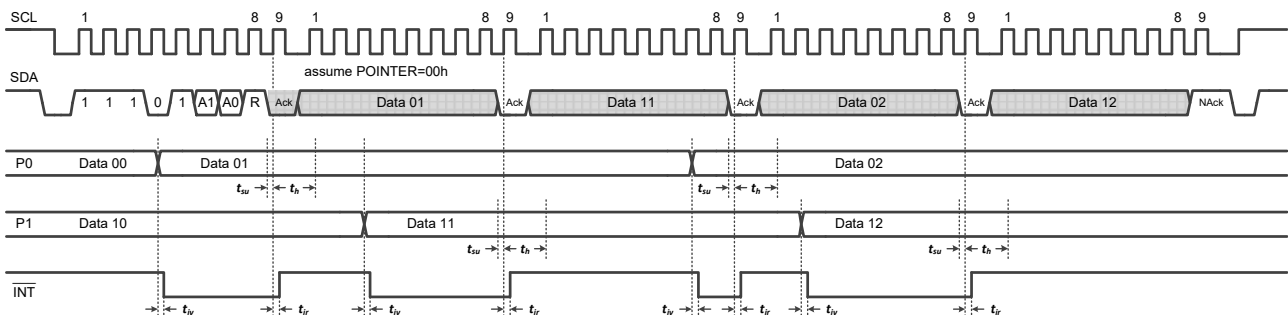 SCL 1 8 9 1 8 9 1 8 9 1 8 9 1 8 9
assume POINTER=00h
SDA 1 1 1 0 1 A1 A0 R Ack Data 01 Ack Data 11 Ack Data 02 Ack Data 12 NAck
P0 Data 00 Data 01 Data 02
tsu th tsu th
P1 Data 10 Data 11 Data 12
tsu th tsu th
INT
tiv tir tiv tir tiv tir tiv tir